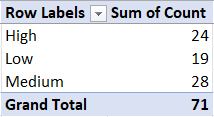 Row Labels Sum of Count
High 24
Low 19
Medium 28
Grand Total 71